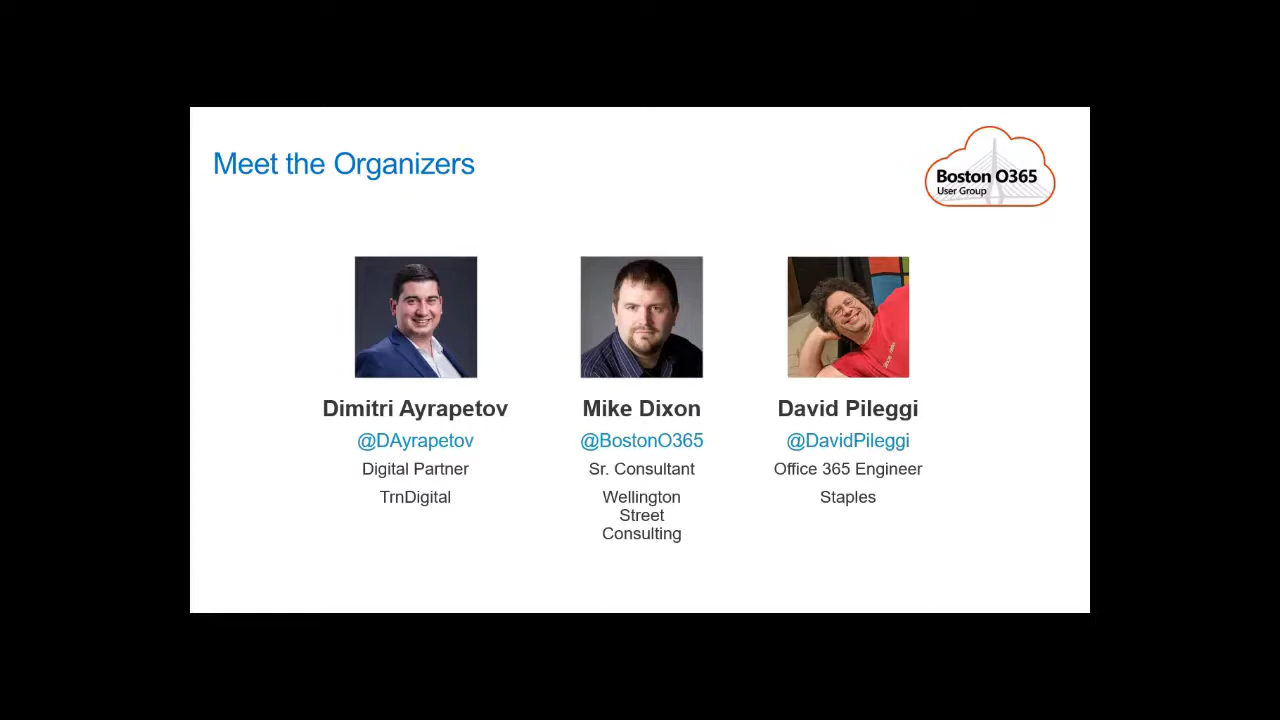 Meet the Organizers
Boston O365
User Group
Dimitri Ayrapetov
@DAyrapetov
Digital Partner
TrnDigital
Mike Dixon
@BostonO365
Sr. Consultant
Wellington
Street
Consulting
David Pileggi
@DavidPileggi
Office 365 Engineer
Staples